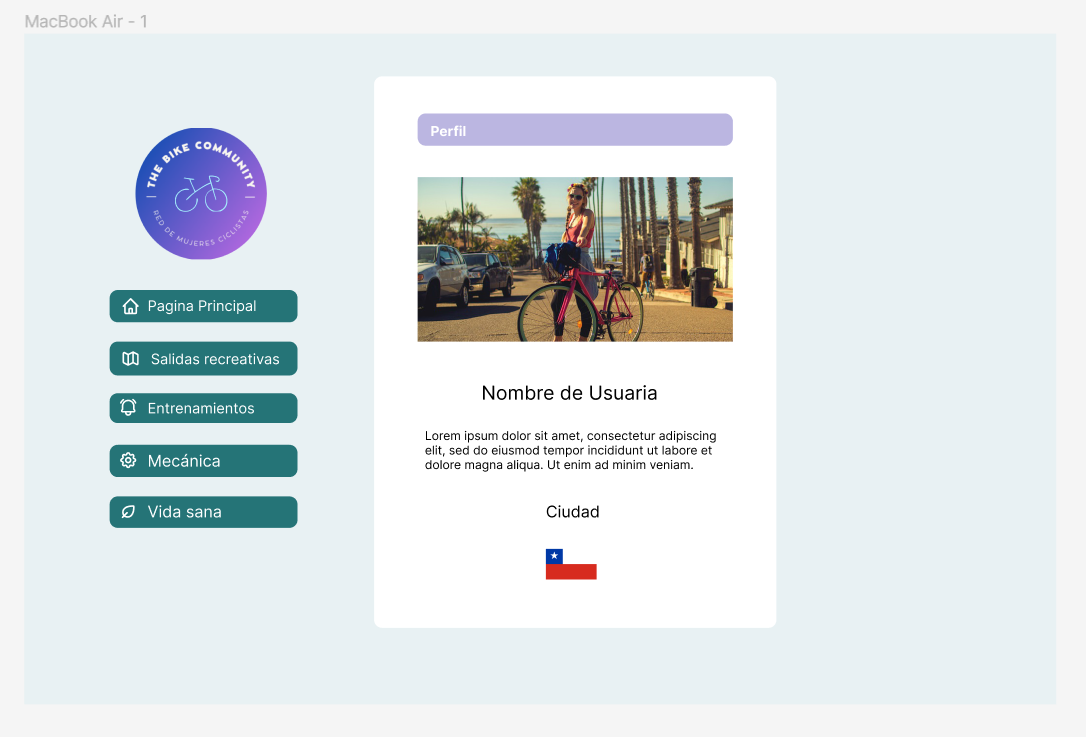 MacBook Air - 1
THE BIKE COMMUNITY
RED DE MUJERES CICLISTAS
Pagina Principal
Salidas recreativas
Entrenamientos
Mecánica
Vida sana
Perfil
Nombre de Usuaria
Lorem ipsum dolor sit amet, consectetur adipiscing
elit, sed do eiusmod tempor incididunt ut labore et
dolore magna aliqua. Ut enim ad minim veniam.
Ciudad